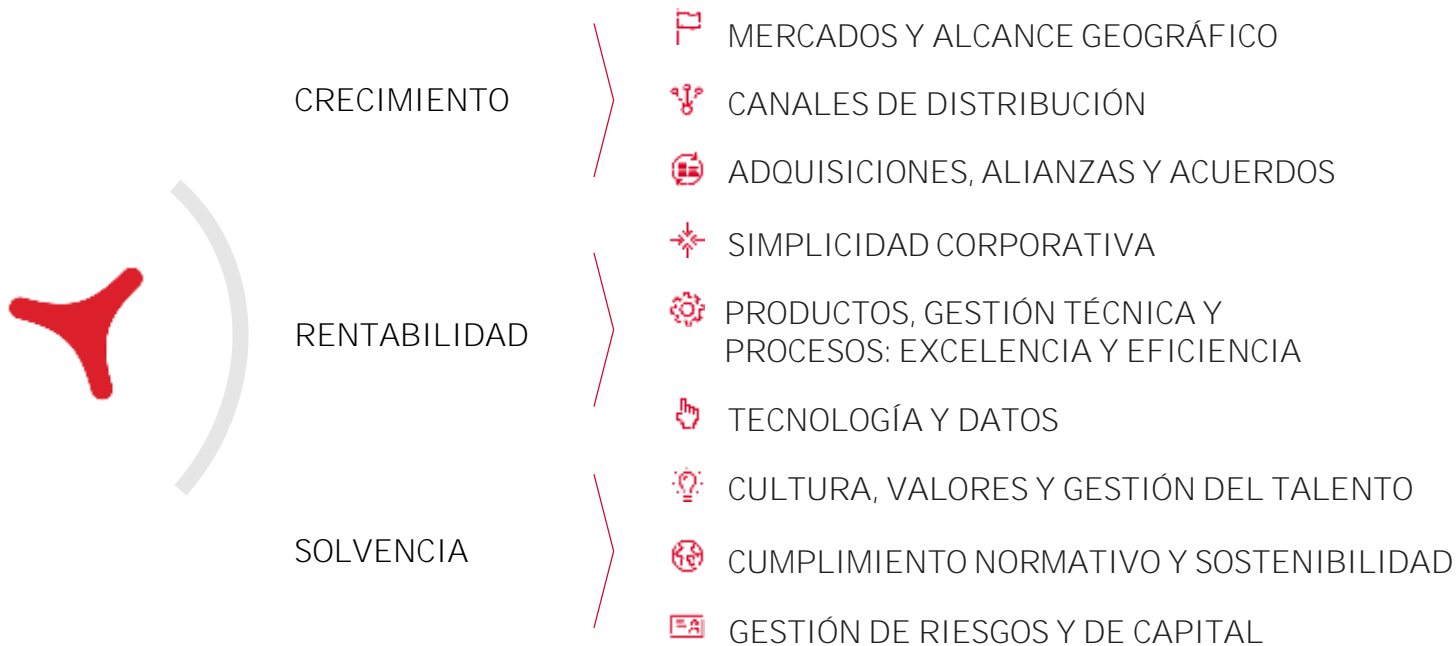 CRECIMIENTO
MERCADOS Y ALCANCE GEOGRÁFICO
CANALES DE DISTRIBUCIÓN
ADQUISICIONES, ALIANZAS Y ACUERDOS
RENTABILIDAD
SIMPLICIDAD CORPORATIVA
PRODUCTOS, GESTIÓN TÉCNICA Y
PROCESOS: EXCELENCIA Y EFICIENCIA
TECNOLOGÍA Y DATOS
SOLVENCIA
CULTURA, VALORES Y GESTIÓN DEL TALENTO
CUMPLIMIENTO NORMATIVO Y SOSTENIBILIDAD
GESTIÓN DE RIESGOS Y DE CAPITAL